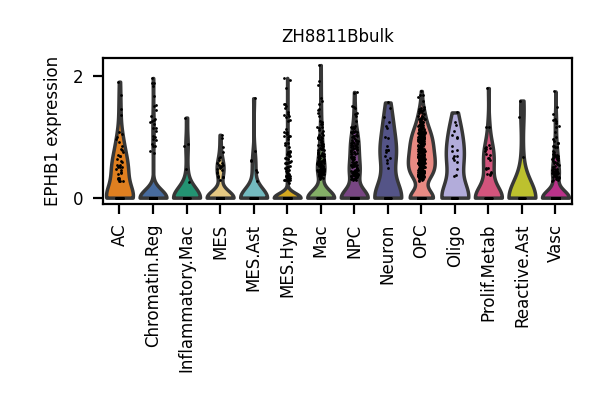 ZH8811Bbulk
EPHB1 expression
2
0
AC
Chromatin.Reg
Inflammatory.Mac
MES
MES.Ast
MES.Hyp
Mac
NPC
Neuron
OPC
Oligo
Prolif.Metab
Reactive.Ast
Vasc